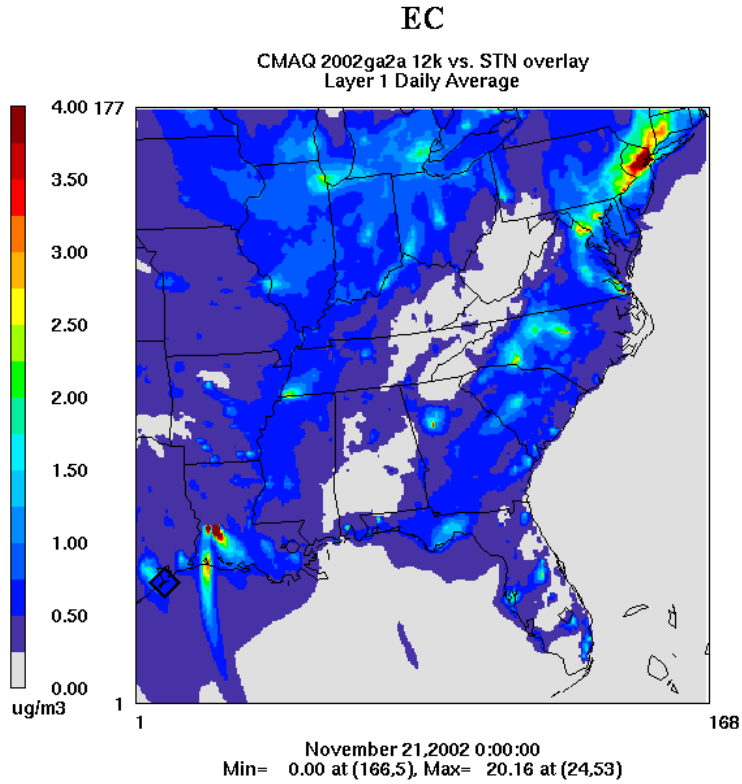 EC
CMAQ 2002ga2a 12k vs. STN overlay
Layer 1 Daily Average
4.00
3.50
3.00
2.50
2.00
1.50
1.00
0.50
0.00
ug/m3
177
1
1
168
November 21,2002 0:00:00
Min= 0.00 at (166,5), Max= 20.16 at (24,53)